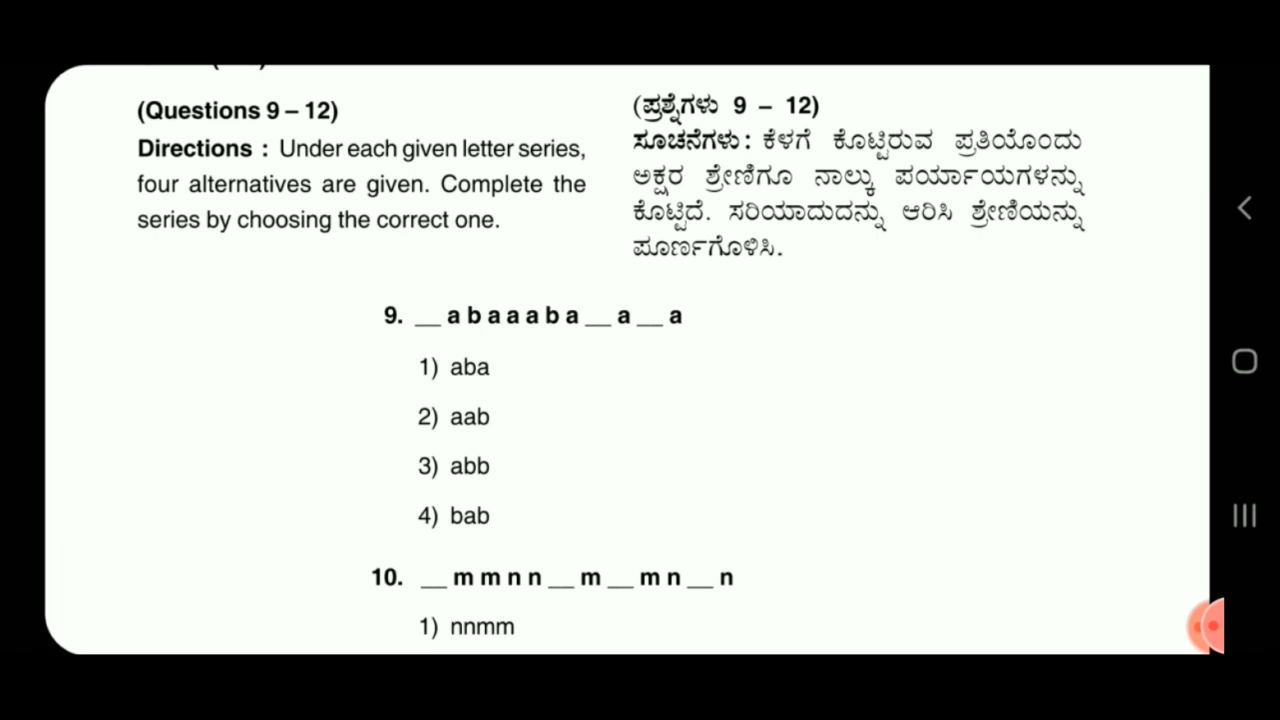 (Questions 9 – 12)
Directions : Under each given letter series,
four alternatives are given. Complete the
series by choosing the correct one.
(ಪ್ರಶ್ನೆಗಳು 9 – 12)
ಸೂಚನೆಗಳು: ಕೆಳಗೆ ಕೊಟ್ಟಿರುವ ಪ್ರತಿಯೊಂದು
ಅಕ್ಷರ ಶ್ರೇಣಿಗೂ ನಾಲ್ಕು ಪರ್ಯಾಯಗಳನ್ನು
ಕೊಟ್ಟಿದೆ. ಸರಿಯಾದುದನ್ನು ಆರಿಸಿ ಶ್ರೇಣಿಯನ್ನು
ಪೂರ್ಣಗೊಳಿಸಿ.
9. __ a b a a a b a __ a __ a
1) aba
2) aab
3) abb
4) bab
10. __ m m n n __ m __ m n __ n
1) nnmm